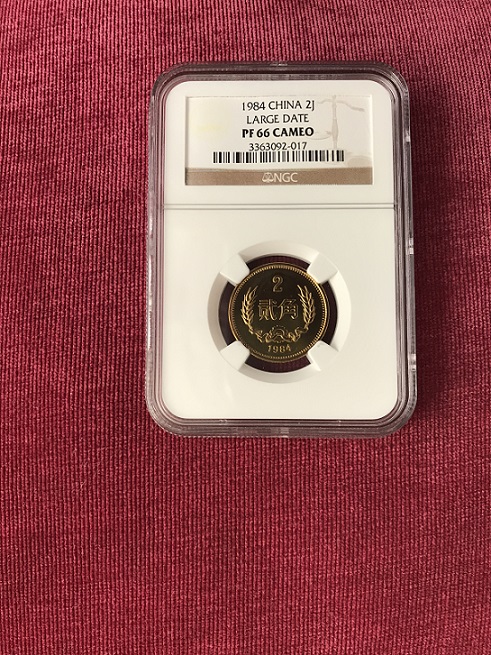 1984 CHINA 2J
LARGE DATE
PF 66 CAMEO
3363092-017
NGC
2
贰角
1984